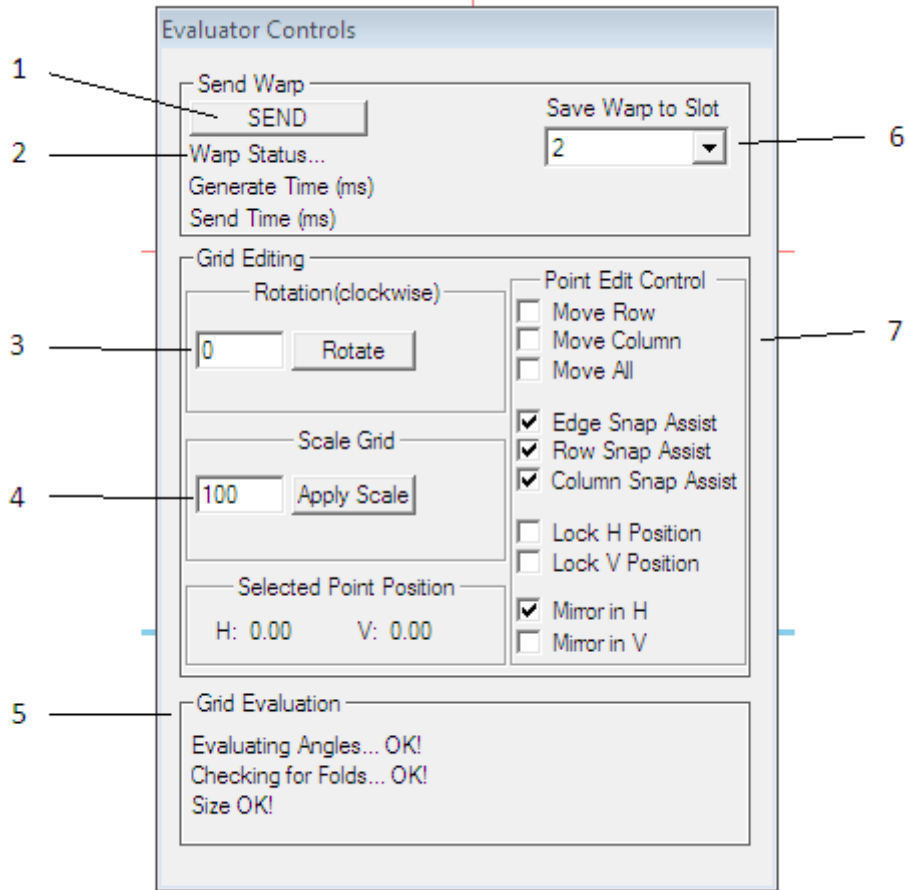 Evaluator Controls
1
Send Warp
SEND
Save Warp to Slot
2
6
2
Warp Status...
Generate Time (ms)
Send Time (ms)
Grid Editing
Rotation(clockwise)
3
0
Rotate
Scale Grid
4
100
Apply Scale
Selected Point Position
H: 0.00 V: 0.00
Point Edit Control
Move Row
Move Column
7
Move All
Edge Snap Assist
Row Snap Assist
Column Snap Assist
Lock H Position
Lock V Position
Mirror in H
Mirror in V
5
Grid Evaluation
Evaluating Angles... OK!
Checking for Folds... OK!
Size OK!